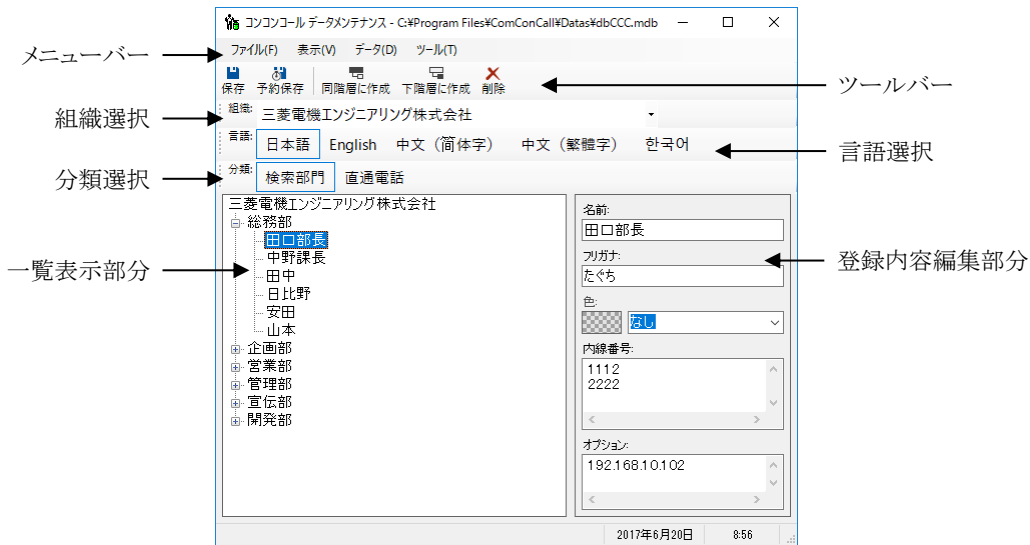 コンコンコール データメンテナンス - C:¥Program Files¥ComConCall¥Datas¥dbCCC.mdb
メニューバー
ファイル(F) 表示(V) データ(D) ツール(T)
保存 予約保存 同階層に作成 下階層に作成 削除
ツールバー
組織選択
組織: 三菱電機エンジニアリング株式会社
言語: 日本語 English 中文（简体字） 中文（繁體字） 한국어
言語選択
分類選択
分類: 検索部門 直通電話
三菱電機エンジニアリング株式会社
総務部
田口部長
中野課長
田中
日比野
安田
山本
企画部
営業部
管理部
宣伝部
開発部
一覧表示部分
名前:
田口部長
フリガナ:
たぐち
登録内容編集部分
色:
なし
内線番号:
1112
2222
オプション:
192.168.10.102
2017年6月20日 8:56